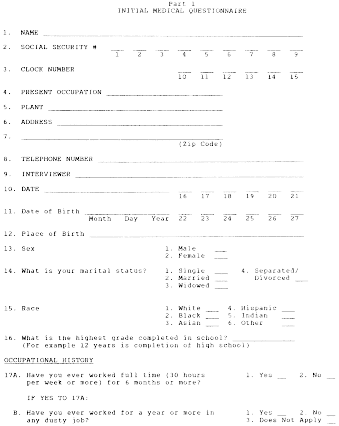 Part 1
INITIAL MEDICAL QUESTIONNAIRE
1. NAME
2. SOCIAL SECURITY #
1 2 3 4 5 6 7 8 9
3. CLOCK NUMBER
10 11 12 13 14 15
4. PRESENT OCCUPATION
5. PLANT
6. ADDRESS
7.
(Zip Code)
8. TELEPHONE NUMBER
9. INTERVIEWER
10. DATE
16 17 18 19 20 21
11. Date of Birth
Month Day Year 22 23 24 25 26 27
12. Place of Birth
13. Sex 1. Male
2. Female
14. What is your marital status? 1. Single 4. Separated/
2. Married Divorced
3. Widowed
15. Race 1. White 4. Hispanic
2. Black 5. Indian
3. Asian 6. Other
16. What is the highest grade completed in school?
(For example 12 years is completion of high school)
OCCUPATIONAL HISTORY
17A. Have you ever worked full time (30 hours 1. Yes 2. No
per week or more) for 6 months or more?
IF YES TO 17A:
B. Have you ever worked for a year or more in 1. Yes 2. No
any dusty job? 3. Does Not Apply